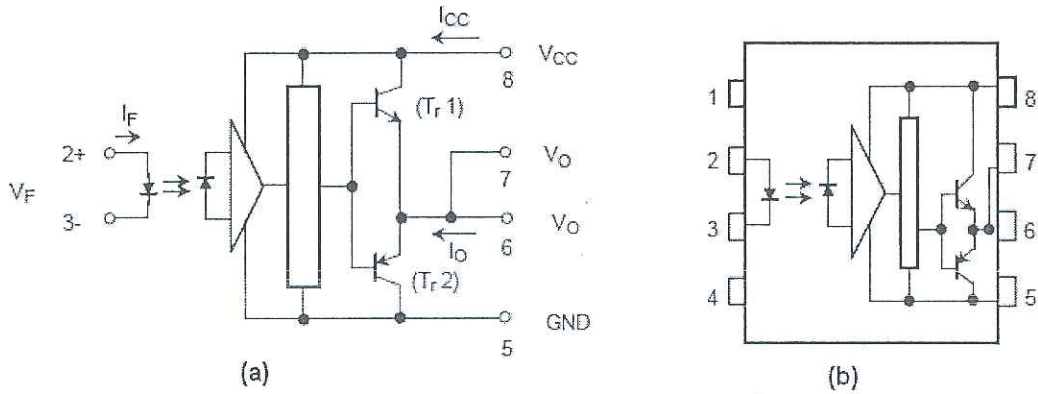 I_CC
V_CC
8
I_F
(T_r 1)
2+
V_O
7
V_F
3-
V_O
6
I_O
(T_r 2)
GND
5
(a)
1
8
2
7
3
6
4
5
(b)